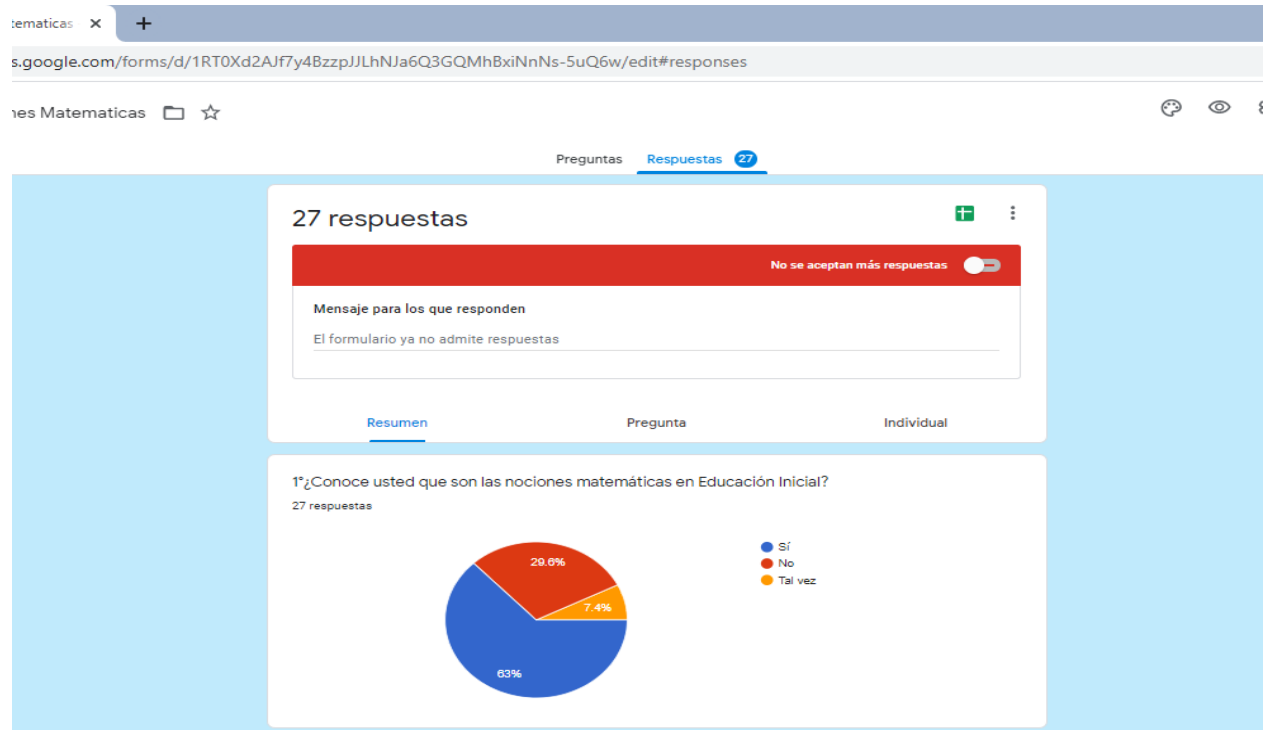 tematicas
s.google.com/forms/d/1RT0Xd2AJf7y4BzzpJJLhNJa6Q3GQMhBxiNnNs-5uQ6w/edit#responses
nes Matematicas
Preguntas Respuestas 27
27 respuestas
No se aceptan más respuestas
Mensaje para los que responden
El formulario ya no admite respuestas
Resumen Pregunta Individual
1°¿Conoce usted que son las nociones matemáticas en Educación Inicial?
27 respuestas
Sí
29.6%
No
Tal vez
7.4%
63%